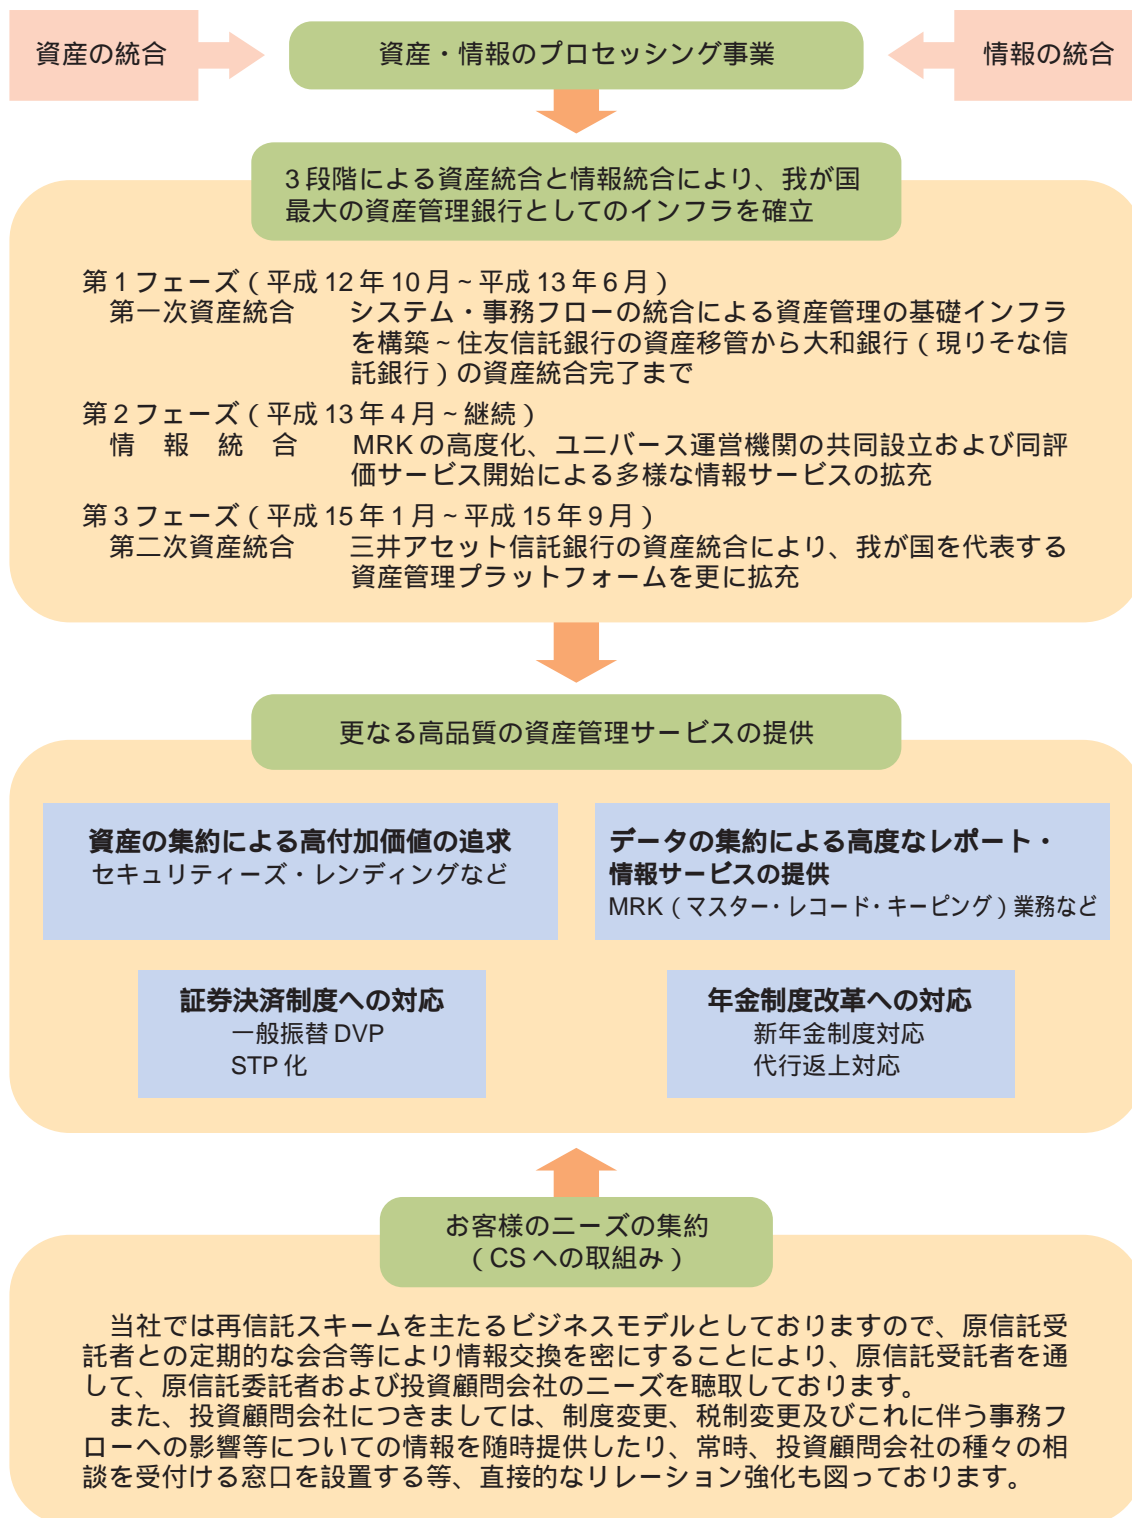 資産の統合
資産・情報のプロセッシング事業
情報の統合
3段階による資産統合と情報統合により、我が国
最大の資産管理銀行としてのインフラを確立
第1フェーズ(平成12年10月~平成13年6月)
第一次資産統合 システム・事務フローの統合による資産管理の基礎インフラ
を構築~住友信託銀行の資産移管から大和銀行(現りそな信
託銀行)の資産統合完了まで
第2フェーズ(平成13年4月~継続)
情報統合 MRKの高度化、ユニバース運営機関の共同設立および同評
価サービス開始による多様な情報サービスの拡充
第3フェーズ(平成15年1月~平成15年9月)
第二次資産統合 三井アセット信託銀行の資産統合により、我が国を代表する
資産管理プラットフォームを更に拡充
更なる高品質の資産管理サービスの提供
資産の集約による高付加価値の追求
セキュリティーズ・レンディングなど
データの集約による高度なレポート・
情報サービスの提供
MRK(マスター・レコード・キーピング)業務など
証券決済制度への対応
一般振替DVP
STP化
年金制度改革への対応
新年金制度対応
代行返上対応
お客様のニーズの集約
(CSへの取組み)
当社では再信託スキームを主たるビジネスモデルとしておりますので、原信託受
託者との定期的な会合等により情報交換を密にすることにより、原信託受託者を通
して、原信託委託者および投資顧問会社のニーズを聴取しております。
また、投資顧問会社につきましては、制度変更、税制変更及びこれに伴う事務フ
ローへの影響等についての情報を随時提供したり、常時、投資顧問会社の種々の相
談を受付ける窓口を設置する等、直接的なリレーション強化も図っております。